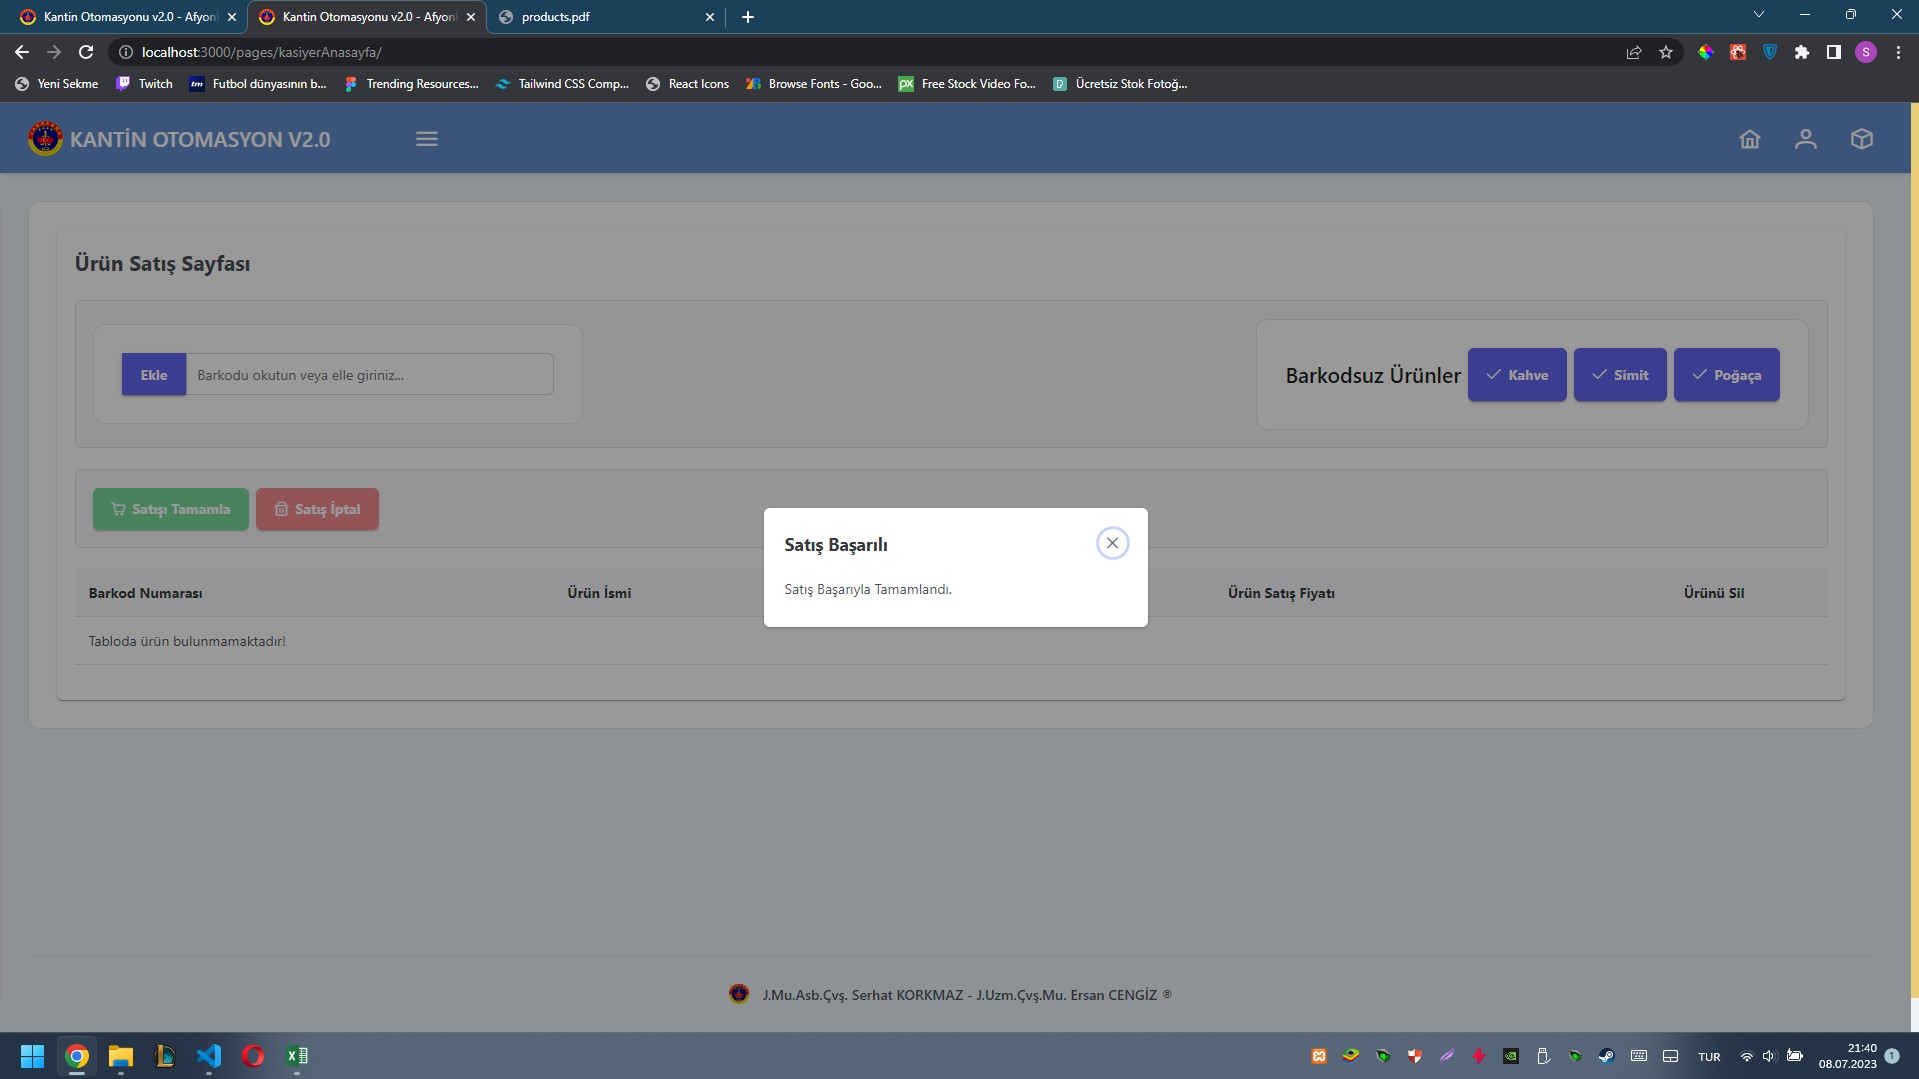 Kantin Otomasyonu v2.0 - Afyonl
Kantin Otomasyonu v2.0 - Afyonl
products.pdf
localhost:3000/pages/kasiyerAnasayfa/
S
Yeni Sekme
Twitch
tm
Futbol dünyasının b...
Trending Resources...
Tailwind CSS Comp...
React Icons
Browse Fonts - Goo...
px
Free Stock Video Fo...
Ücretsiz Stok Fotoğ...
KANTİN OTOMASYON V2.0
Ürün Satış Sayfası
Ekle
Barkodu okutun veya elle giriniz...
Barkodsuz Ürünler
Kahve
Simit
Poğaça
Satışı Tamamla
Satış İptal
Satış Başarılı
Satış Başarıyla Tamamlandı.
Barkod Numarası
Ürün İsmi
Ürün Satış Fiyatı
Ürünü Sil
Tabloda ürün bulunmamaktadır!
J.Mu.Asb.Çvş. Serhat KORKMAZ - J.Uzm.Çvş.Mu. Ersan CENGİZ ®
TUR
21:40
08.07.2023
1